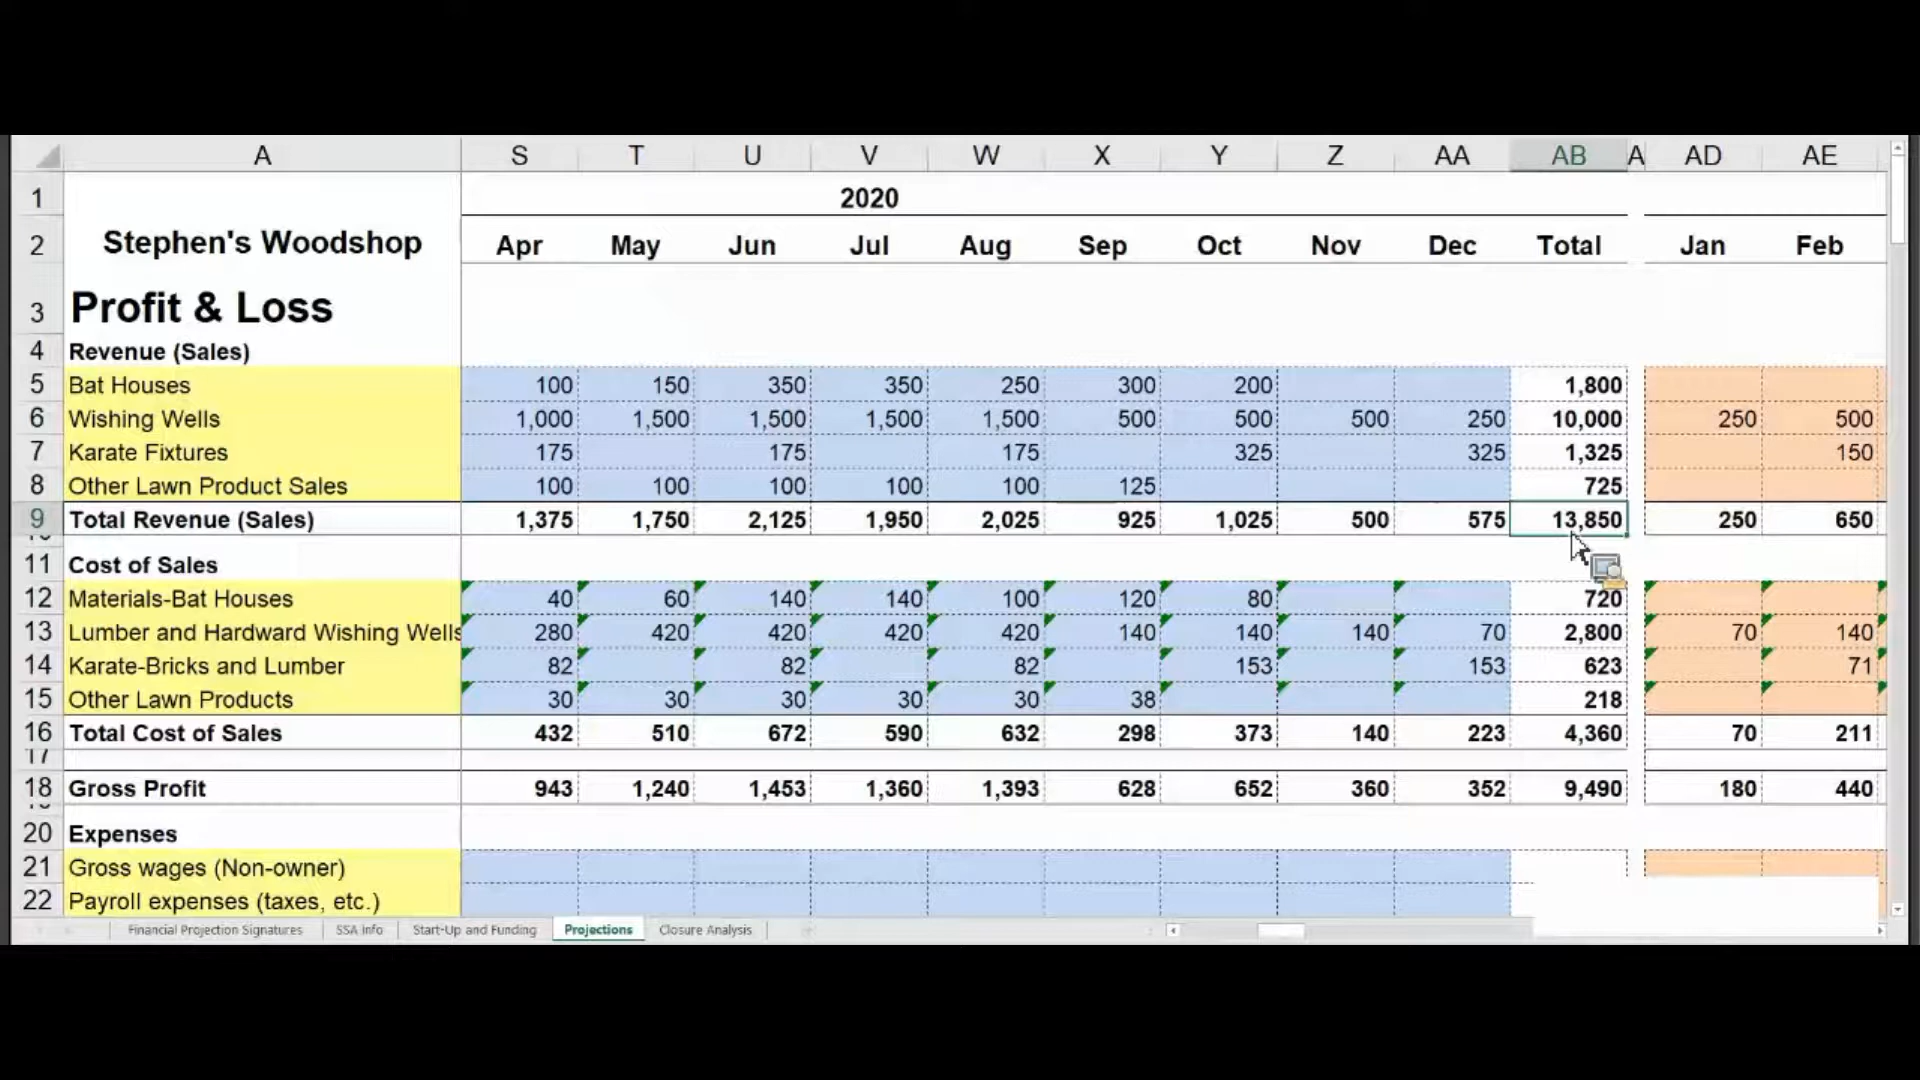 A S T U V W X Y Z AA AB A AD AE
1 2020
2 Stephen's Woodshop Apr May Jun Jul Aug Sep Oct Nov Dec Total Jan Feb
3 Profit & Loss
4 Revenue (Sales)
5 Bat Houses 100 150 350 350 250 300 200 1,800
6 Wishing Wells 1,000 1,500 1,500 1,500 1,500 500 500 500 250 10,000 250 500
7 Karate Fixtures 175 175 175 325 325 1,325 150
8 Other Lawn Product Sales 100 100 100 100 100 125 725
9 Total Revenue (Sales) 1,375 1,750 2,125 1,950 2,025 925 1,025 500 575 13,850 250 650
11 Cost of Sales
12 Materials-Bat Houses 40 60 140 140 100 120 80 720
13 Lumber and Hardward Wishing Wells 280 420 420 420 420 140 140 140 70 2,800 70 140
14 Karate-Bricks and Lumber 82 82 82 153 153 623 71
15 Other Lawn Products 30 30 30 30 30 38 218
16 Total Cost of Sales 432 510 672 590 632 298 373 140 223 4,360 70 211
17
18 Gross Profit 943 1,240 1,453 1,360 1,393 628 652 360 352 9,490 180 440
20 Expenses
21 Gross wages (Non-owner)
22 Payroll expenses (taxes, etc.)
Financial Projection Signatures SSA Info Start-Up and Funding Projections Closure Analysis